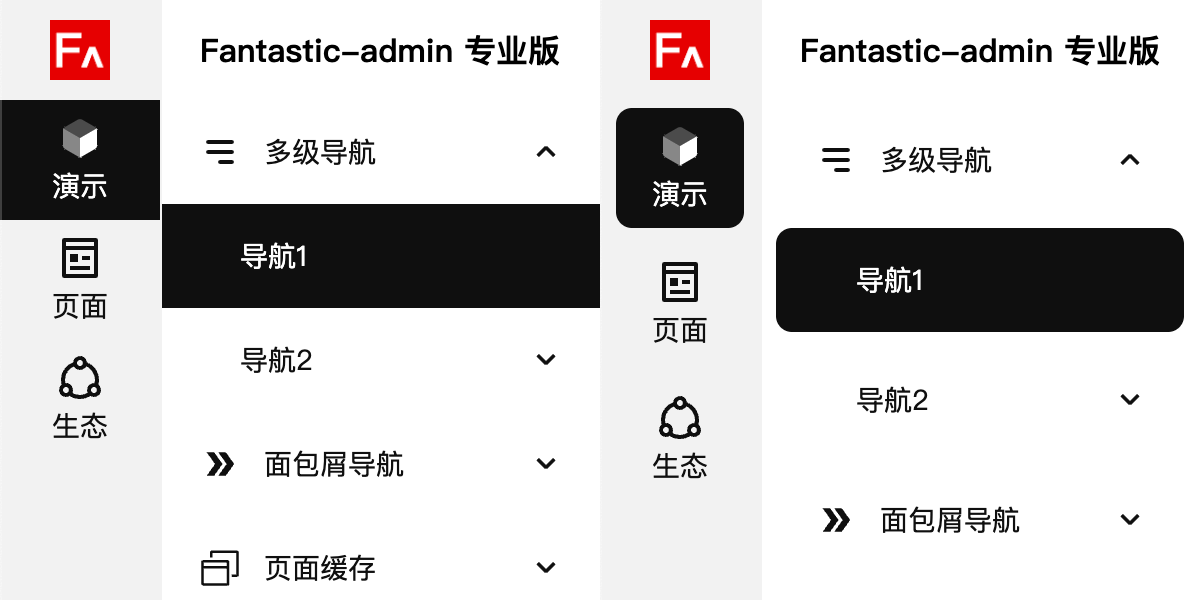 FA
Fantastic-admin 专业版
演示
页面
生态
多级导航
导航1
导航2
面包屑导航
页面缓存
FA
Fantastic-admin 专业版
演示
页面
生态
多级导航
导航1
导航2
面包屑导航